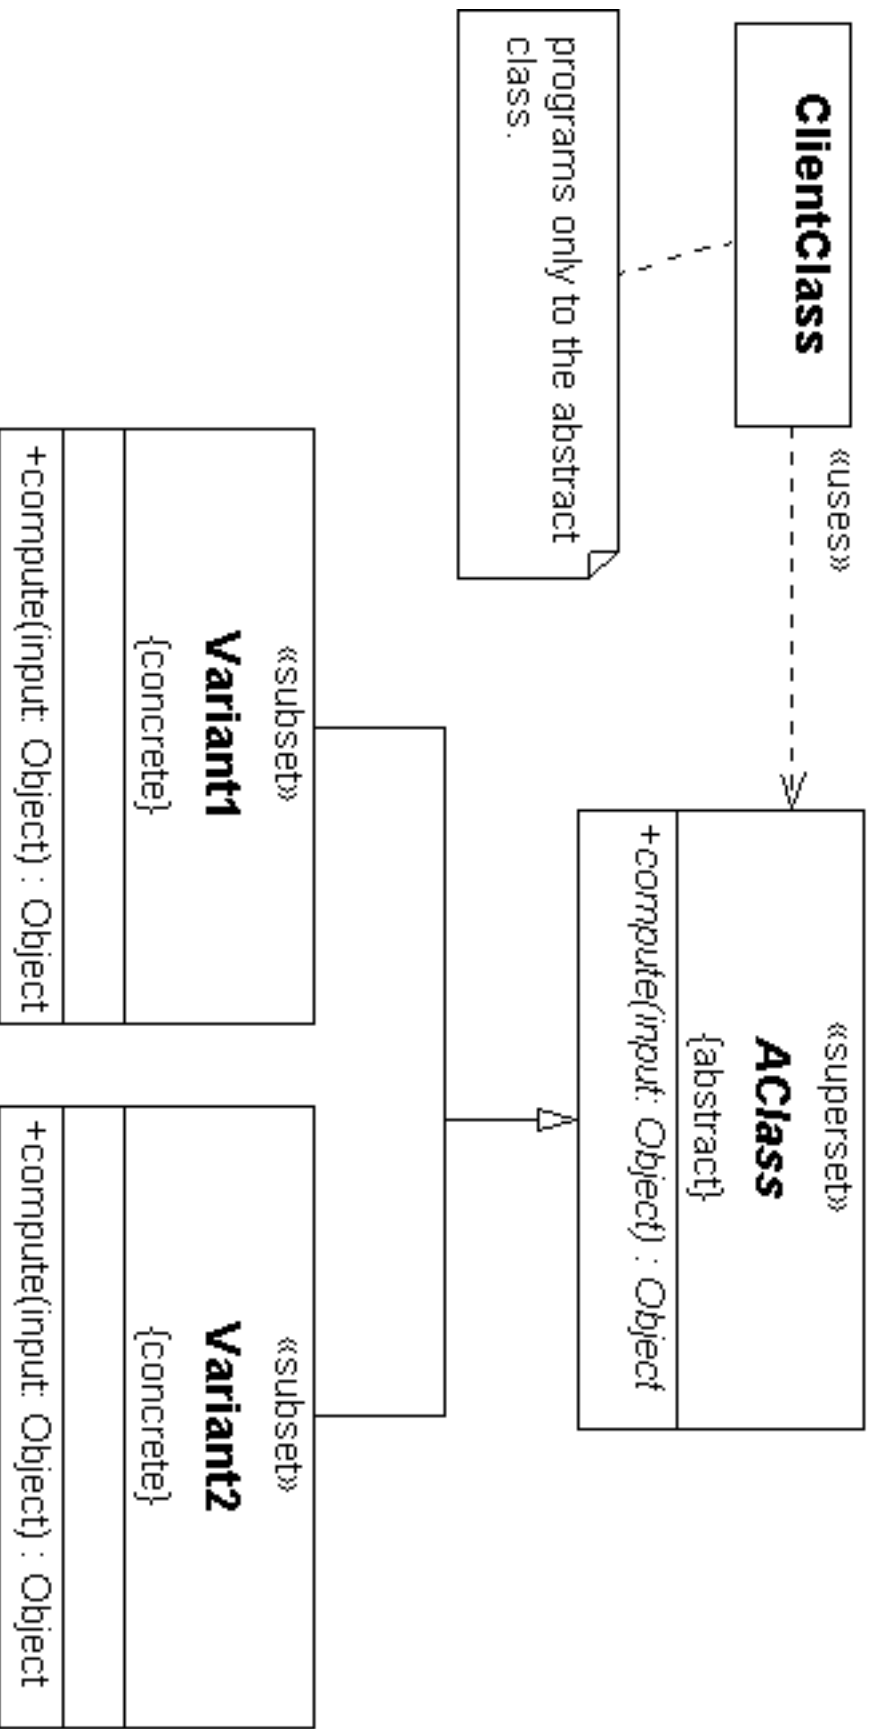 ClientClass
«uses»
programs only to the abstract
class.
«superset»
AClass
{abstract}
+compute(input: Object) : Object
«subset»
Variant1
{concrete}
+compute(input: Object) : Object
«subset»
Variant2
{concrete}
+compute(input: Object) : Object